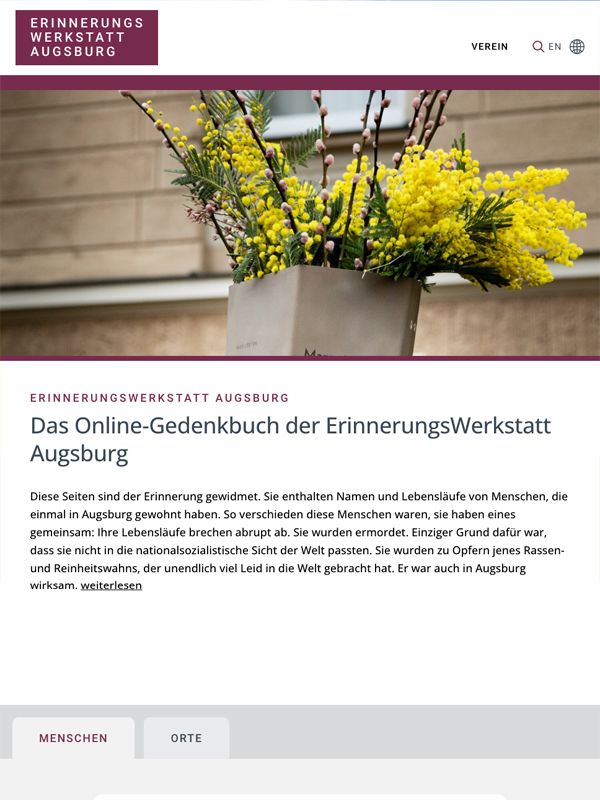 ERINNERUNGS
WERKSTATT
AUGSBURG
VEREIN
EN
ERINNERUNGSWERKSTATT AUGSBURG
Das Online-Gedenkbuch der ErinnerungsWerkstatt
Augsburg
Diese Seiten sind der Erinnerung gewidmet. Sie enthalten Namen und Lebensläufe von Menschen, die
einmal in Augsburg gewohnt haben. So verschieden diese Menschen waren, sie haben eines
gemeinsam: Ihre Lebensläufe brechen abrupt ab. Sie wurden ermordet. Einziger Grund dafür war,
dass sie nicht in die nationalsozialistische Sicht der Welt passten. Sie wurden zu Opfern jenes Rassen-
und Reinheitswahns, der unendlich viel Leid in die Welt gebracht hat. Er war auch in Augsburg
wirksam. weiterlesen
MENSCHEN
ORTE